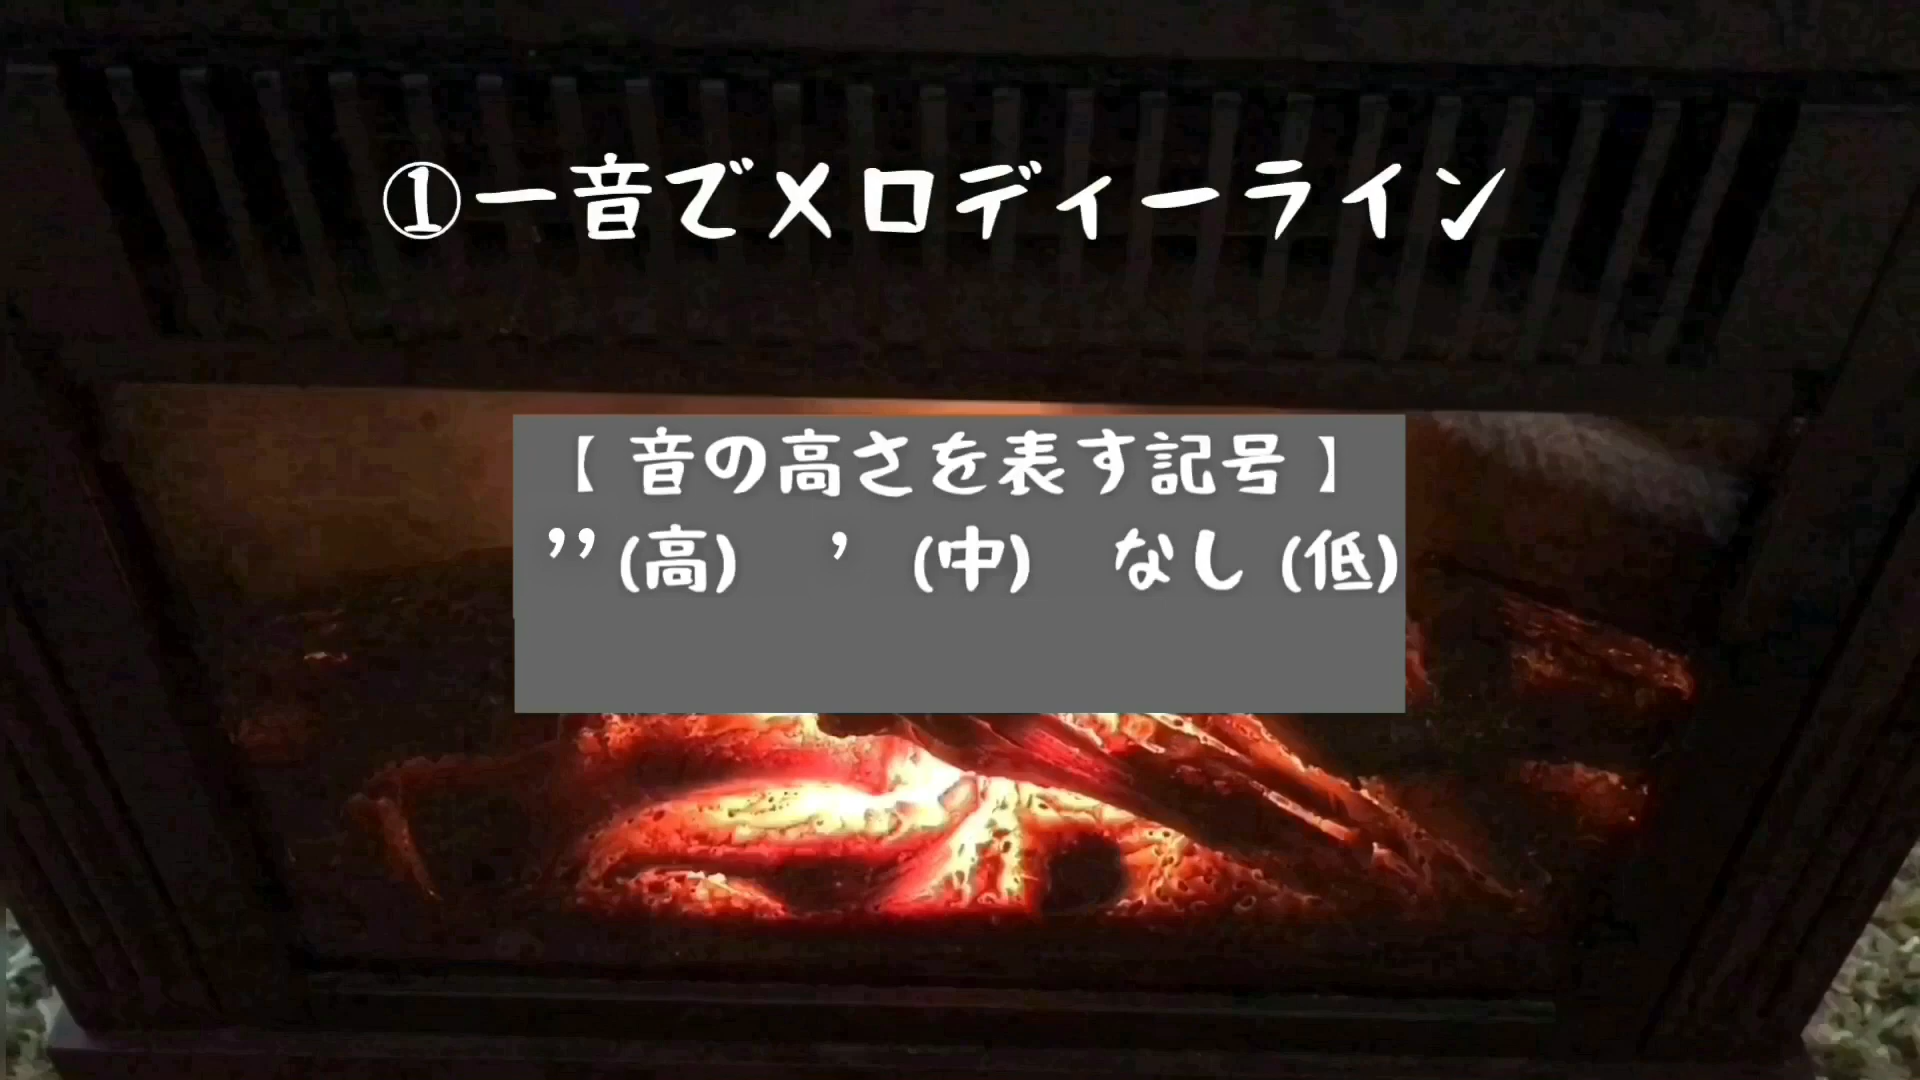 ①一音でメロディーライン
【 音の高さを表す記号 】
’’ (高) ’ (中) なし (低)